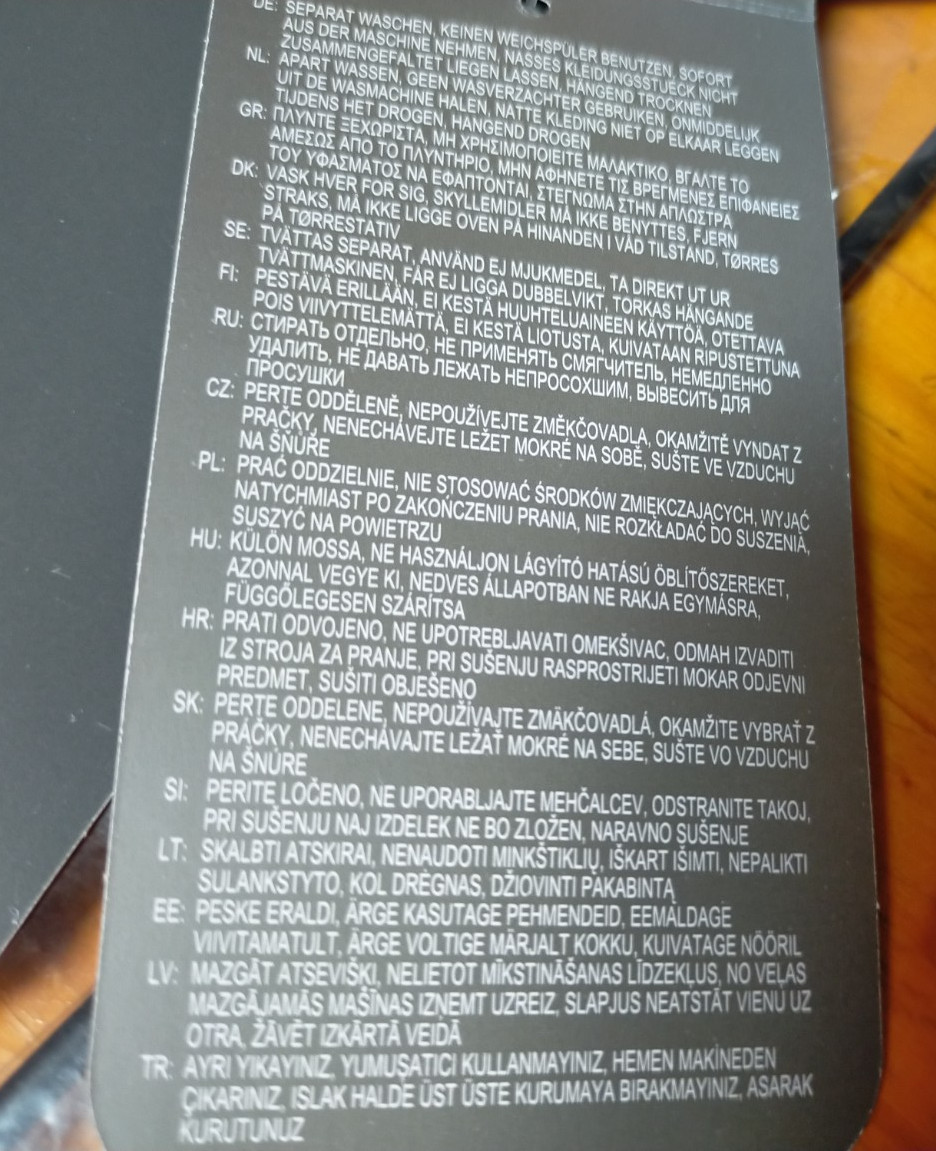 DE: SEPARAT WASCHEN, KEINEN WEICHSPÜLER BENUTZEN, SOFORT
AUS DER MASCHINE NEHMEN, NASSES KLEIDUNGSSTUECK NICHT
ZUSAMMENGEFALTET LIEGEN LASSEN, HÄNGEND TROCKNEN
NL: APART WASSEN, GEEN WASVERZACHTER GEBRUIKEN, ONMIDDELIJK
UIT DE WASMACHINE HALEN, NATTE KLEDING NIET OP ELKAAR LEGGEN
TIJDENS HET DROGEN, HANGEND DROGEN
GR: ΠΛΥΝΤΕ ΞΕΧΩΡΙΣΤΑ, ΜΗ ΧΡΗΣΙΜΟΠΟΙΕΙΤΕ ΜΑΛΑΚΤΙΚΟ, ΒΓΑΛΤΕ ΤΟ
ΑΜΕΣΩΣ ΑΠΟ ΤΟ ΠΛΥΝΤΗΡΙΟ, ΜΗΝ ΑΦΗΝΕΤΕ ΤΙΣ ΒΡΕΓΜΕΝΕΣ ΕΠΙΦΑΝΕΙΕΣ
ΤΟΥ ΥΦΑΣΜΑΤΟΣ ΝΑ ΕΦΑΠΤΟΝΤΑΙ, ΣΤΕΓΝΩΜΑ ΣΤΗΝ ΑΠΛΩΣΤΡΑ
DK: VASK HVER FOR SIG, SKYLLEMIDLER MÅ IKKE BENYTTES, FJERN
STRAKS, MÅ IKKE LIGGE OVEN PÅ HINANDEN I VÅD TILSTAND, TØRRES
PÅ TØRRESTATIV
SE: TVÄTTAS SEPARAT, ANVÄND EJ MJUKMEDEL, TA DIREKT UT UR
TVÄTTMASKINEN, FÅR EJ LIGGA DUBBELVIKT, TORKAS HÄNGANDE
FI: PESTÄVÄ ERILLÄÄN, EI KESTÄ HUUHTELUAINEEN KÄYTTÖÄ, OTETTAVA
POIS VIIVYTTELEMÄTTÄ, EI KESTÄ LIOTUSTA, KUIVATAAN RIPUSTETTUNA
RU: СТИРАТЬ ОТДЕЛЬНО, НЕ ПРИМЕНЯТЬ СМЯГЧИТЕЛЬ, НЕМЕДЛЕННО
УДАЛИТЬ, НЕ ДАВАТЬ ЛЕЖАТЬ НЕПРОСОХШИМ, ВЫВЕСИТЬ ДЛЯ
ПРОСУШКИ
CZ: PERTE ODDĚLENĚ, NEPOUŽÍVEJTE ZMĚKČOVADLA, OKAMŽITĚ VYNDAT Z
PRAČKY, NENECHÁVEJTE LEŽET MOKRÉ NA SOBĚ, SUŠTE VE VZDUCHU
NA ŠŇŮŘE
PL: PRAĆ ODDZIELNIE, NIE STOSOWAĆ ŚRODKÓW ZMIĘKCZAJĄCYCH, WYJĄĆ
NATYCHMIAST PO ZAKOŃCZENIU PRANIA, NIE ROZKŁADAĆ DO SUSZENIA,
SUSZYĆ NA POWIETRZU
HU: KÜLÖN MOSSA, NE HASZNÁLJON LÁGYÍTÓ HATÁSÚ ÖBLÍTŐSZEREKET,
AZONNAL VEGYE KI, NEDVES ÁLLAPOTBAN NE RAKJA EGYMÁSRA,
FÜGGŐLEGESEN SZÁRÍTSA
HR: PRATI ODVOJENO, NE UPOTREBLJAVATI OMEKŠIVAC, ODMAH IZVADITI
IZ STROJA ZA PRANJE, PRI SUŠENJU RASPROSTRIJETI MOKAR ODJEVNI
PREDMET, SUŠITI OBJEŠENO
SK: PERTE ODDELENE, NEPOUŽÍVAJTE ZMÄKČOVADLÁ, OKAMŽITE VYBRAŤ Z
PRÁČKY, NENECHÁVAJTE LEŽAŤ MOKRÉ NA SEBE, SUŠTE VO VZDUCHU
NA ŠNÚRE
SI: PERITE LOČENO, NE UPORABLJAJTE MEHČALCEV, ODSTRANITE TAKOJ,
PRI SUŠENJU NAJ IZDELEK NE BO ZLOŽEN, NARAVNO SUŠENJE
LT: SKALBTI ATSKIRAI, NENAUDOTI MINKŠTIKLIŲ, IŠKART IŠIMTI, NEPALIKTI
SULANKSTYTO, KOL DRĖGNAS, DŽIOVINTI PAKABINTĄ
EE: PESKE ERALDI, ÄRGE KASUTAGE PEHMENDEID, EEMALDAGE
VIIVITAMATULT, ÄRGE VOLTIGE MÄRJALT KOKKU, KUIVATAGE NÖÖRIL
LV: MAZGĀT ATSEVIŠĶI, NELIETOT MĪKSTINĀŠANAS LĪDZEKĻUS, NO VEĻAS
MAZGĀJAMĀS MAŠĪNAS IZŅEMT UZREIZ, SLAPJUS NEATSTĀT VIENU UZ
OTRA, ŽĀVĒT IZKĀRTĀ VEIDĀ
TR: AYRI YIKAYINIZ, YUMUŞATICI KULLANMAYINIZ, HEMEN MAKİNEDEN
ÇIKARINIZ, ISLAK HALDE ÜST ÜSTE KURUMAYA BIRAKMAYINIZ, ASARAK
KURUTUNUZ